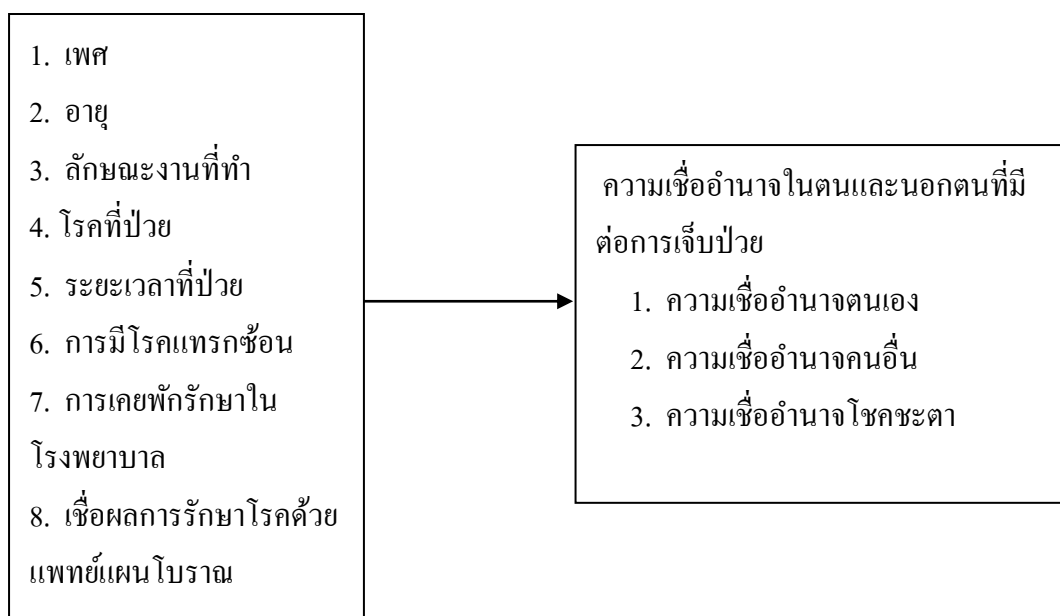 1. เพศ
2. อายุ
3. ลักษณะงานที่ทำ
4. โรคที่ป่วย
5. ระยะเวลาที่ป่วย
6. การมีโรคแทรกซ้อน
7. การเคยพักรักษาใน
โรงพยาบาล
8. เชื่อผลการรักษาโรคด้วย
แพทย์แผนโบราณ
ความเชื่ออำนาจในตนและนอกตนที่มี
ต่อการเจ็บป่วย
1. ความเชื่ออำนาจตนเอง
2. ความเชื่ออำนาจคนอื่น
3. ความเชื่ออำนาจโชคชะตา